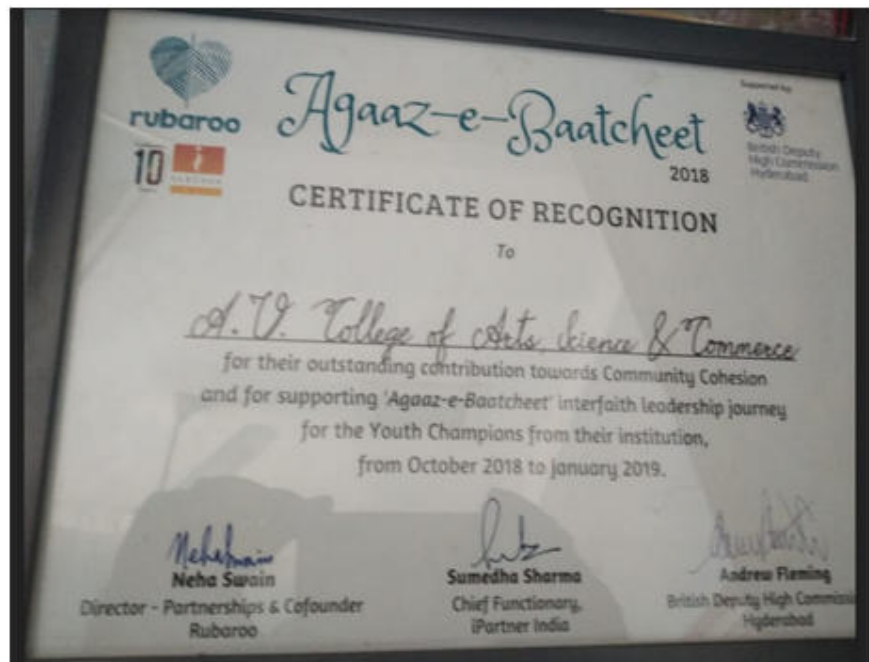 rubaroo
10
Agaaz-e-Baatcheet
2018
Supported by:
British Deputy
High Commission
Hyderabad
CERTIFICATE OF RECOGNITION
To
A.V. College of Arts, Science & Commerce
for their outstanding contribution towards Community Cohesion
and for supporting 'Agaaz-e-Baatcheet' interfaith leadership journey
for the Youth Champions from their institution,
from October 2018 to January 2019.
Neha Swain
Sumedha Sharma
Andrew Fleming
Director - Partnerships & Cofounder
Chief Functionary,
British Deputy High
Rubaroo
iPartner India
Hyderabad